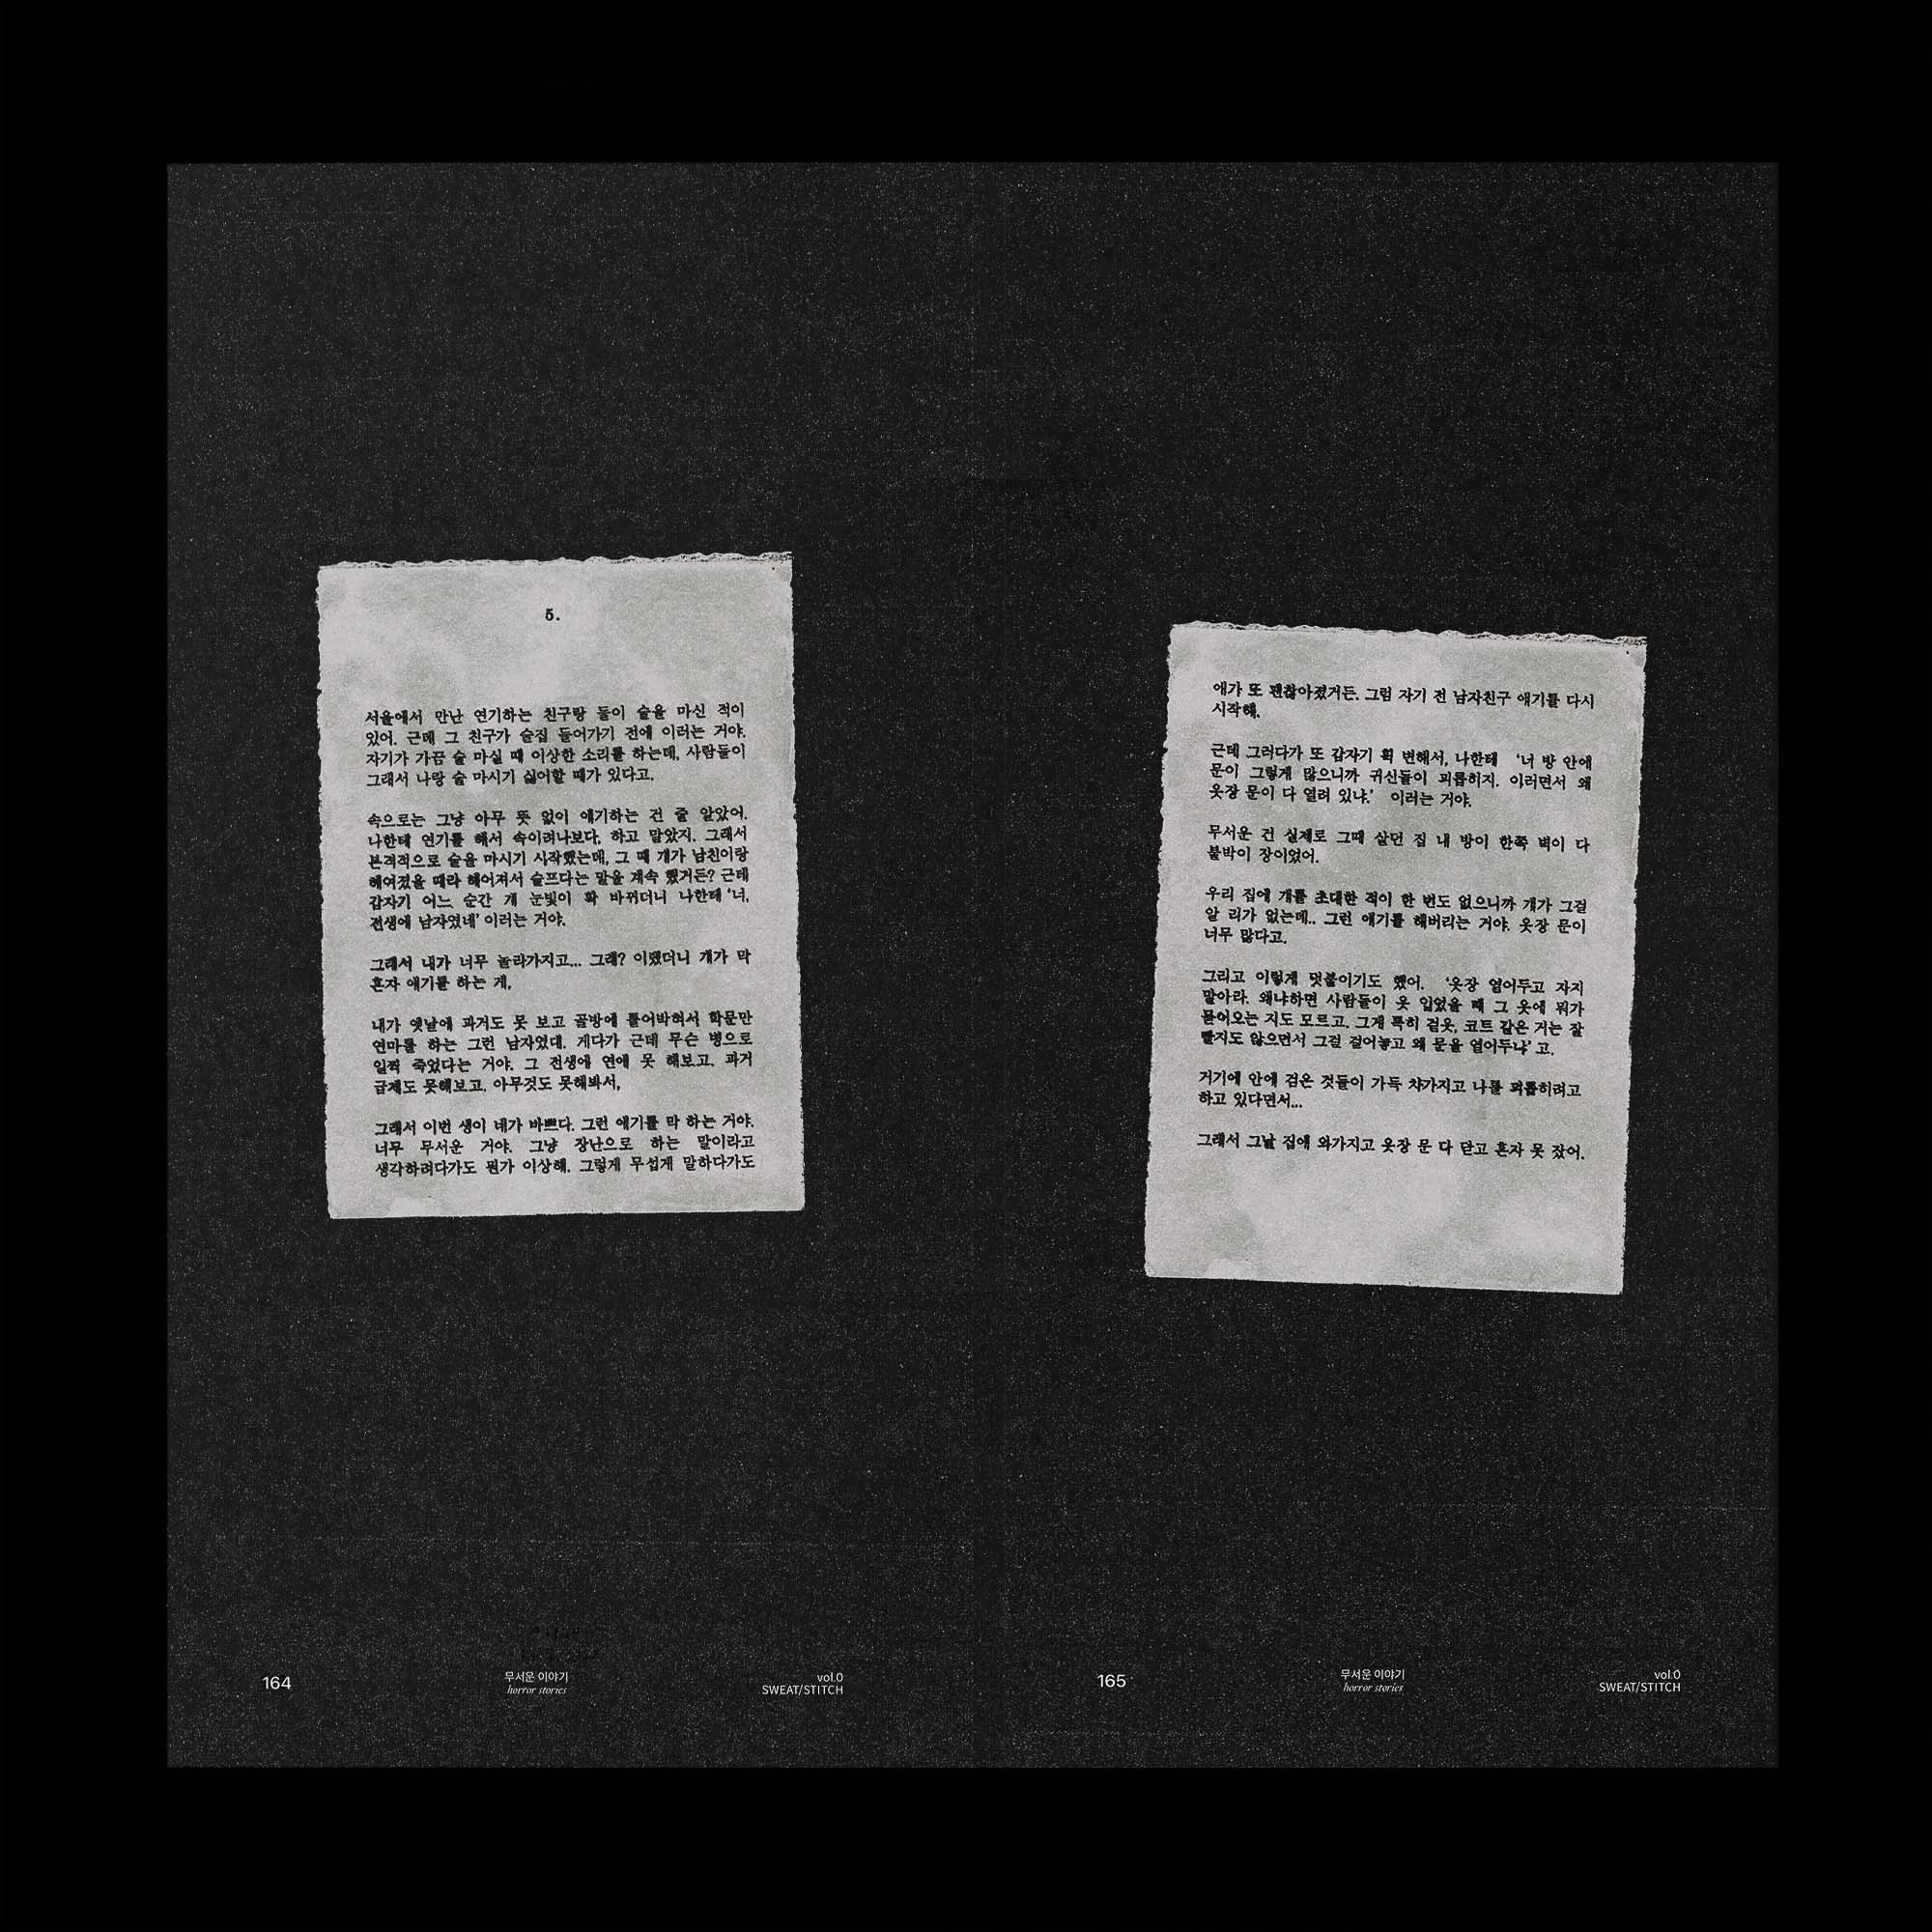 5.
서울에서 만난 연기하는 친구랑 둘이 술을 마신 적이
있어. 근데 그 친구가 술집 들어가기 전에 이러는 거야.
자기가 가끔 술 마실 때 이상한 소리를 하는데, 사람들이
그래서 나랑 술 마시기 싫어할 때가 있다고.
속으로는 그냥 아무 뜻 없이 얘기하는 건 줄 알았어.
나한테 연기를 해서 속이려나보다, 하고 말았지. 그래서
본격적으로 술을 마시기 시작했는데, 그 때 걔가 남친이랑
헤여졌을 때라 헤어져서 슬프다는 말을 계속 했거든? 근데
갑자기 어느 순간 걔 눈빛이 확 바뀌더니 나한테 '너,
전생에 남자였네' 이러는 거야.
그래서 내가 너무 놀라가지고... 그래? 이랬더니 걔가 막
혼자 얘기를 하는 게,
내가 옛날에 과거도 못 보고 골방에 틀어박혀서 학문만
연마를 하는 그런 남자였대. 게다가 근데 무슨 병으로
일찍 죽었다는 거야. 그 전생에 연애 못 해보고. 과거
급제도 못해보고. 아무것도 못해봐서,
그래서 이번 생이 네가 바쁘다. 그런 얘기를 막 하는 거야.
너무 무서운 거야. 그냥 장난으로 하는 말이라고
생각하려다가도 뭔가 이상해. 그렇게 무섭게 말하다가도
164
무서운 이야기
horror stories
vol.0
SWEAT/STITCH
애가 또 괜찮아졌거든. 그럼 자기 전 남자친구 얘기를 다시
시작해.
근데 그러다가 또 갑자기 휙 변해서, 나한테 '너 방 안에
문이 그렇게 많으니까 귀신들이 괴롭히지. 이러면서 왜
옷장 문이 다 열려 있냐.' 이러는 거야.
무서운 건 실제로 그때 살던 집 내 방이 한쪽 벽이 다
붙박이 장이었어.
우리 집에 걔를 초대한 적이 한 번도 없으니까 걔가 그걸
알 리가 없는데.. 그런 얘기를 해버리는 거야. 옷장 문이
너무 많다고.
그리고 이렇게 덧붙이기도 했어. '옷장 열어두고 자지
말아라. 왜냐하면 사람들이 옷 입었을 때 그 옷에 뭐가
묻어오는 지도 모르고, 그게 특히 겉옷, 코트 같은 거는 잘
빨지도 않으면서 그걸 걸어놓고 왜 문을 열어두냐' 고.
거기에 안에 검은 것들이 가득 차가지고 나를 괴롭히려고
하고 있다면서...
그래서 그날 집에 와가지고 옷장 문 다 닫고 혼자 못 잤어.
165
무서운 이야기
horror stories
vol.0
SWEAT/STITCH